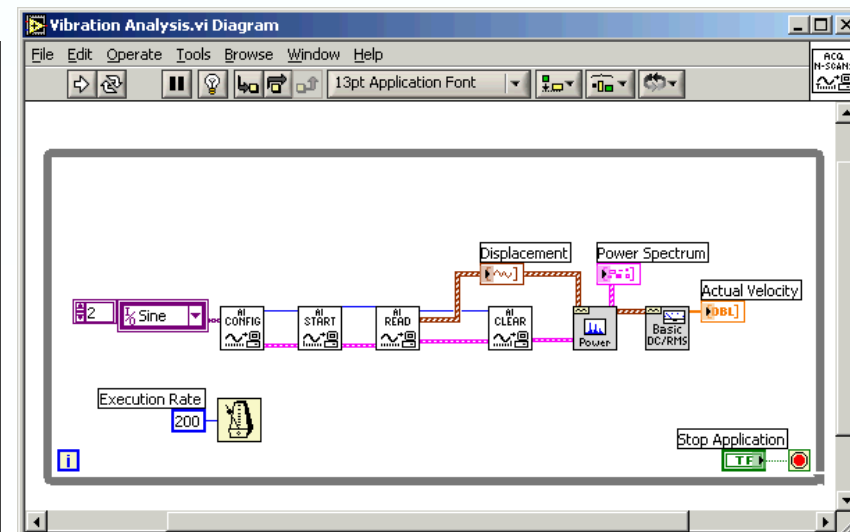 Vibration Analysis.vi Diagram
File Edit Operate Tools Browse Window Help
13pt Application Font
ACQ
Displacement
Power Spectrum
Actual Velocity
2
I/O Sine
AI CONFIG
AI START
AI READ
AI CLEAR
Power
Basic DC/RMS
DBL
Execution Rate
200
Stop Application
TF
i